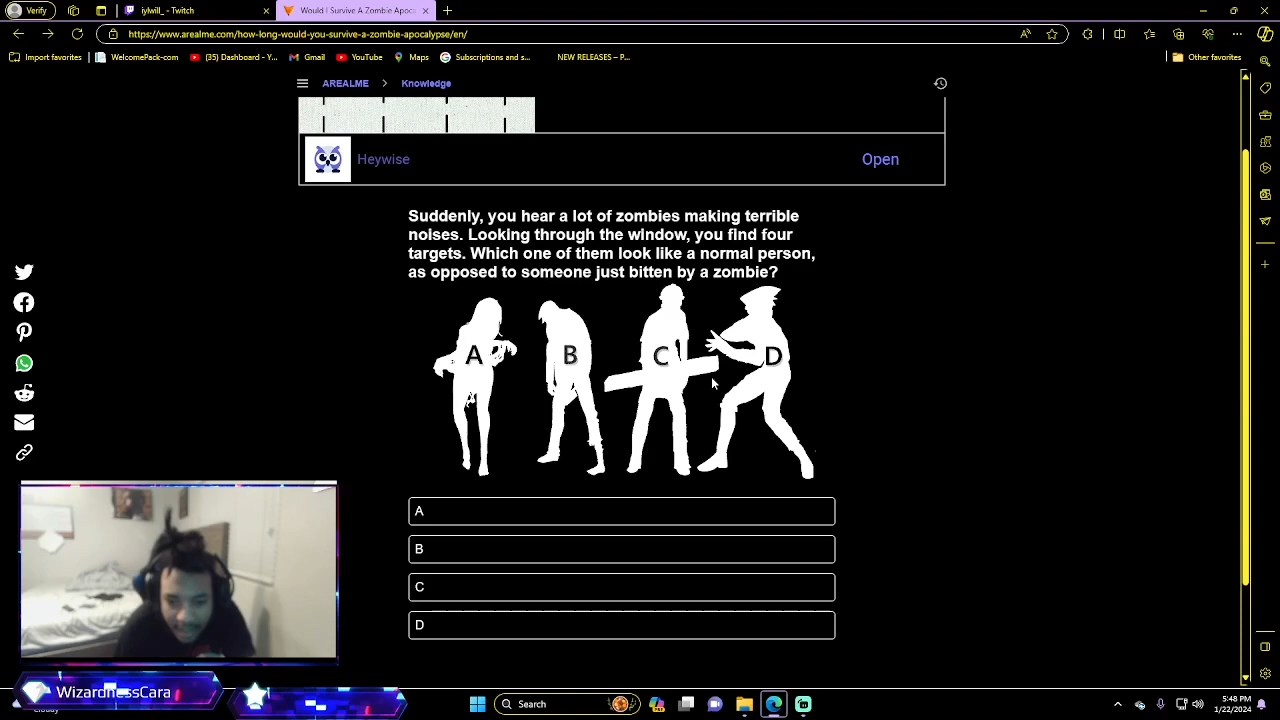 Verify
iylwill_ - Twitch
Would I Survive A Zombie Apoca
https://www.arealme.com/how-long-would-you-survive-a-zombie-apocalypse/en/
Import favorites
WelcomePack-com
(35) Dashboard - Y...
Gmail
YouTube
Maps
Subscriptions and s...
NEW RELEASES – P...
Other favorites
AREALME > Knowledge
Heywise
Open
Suddenly, you hear a lot of zombies making terrible
noises. Looking through the window, you find four
targets. Which one of them look like a normal person,
as opposed to someone just bitten by a zombie?
A B C D
A
B
C
D
WizardnessCara
Cloudy
Search
5:48 PM
1/22/2024